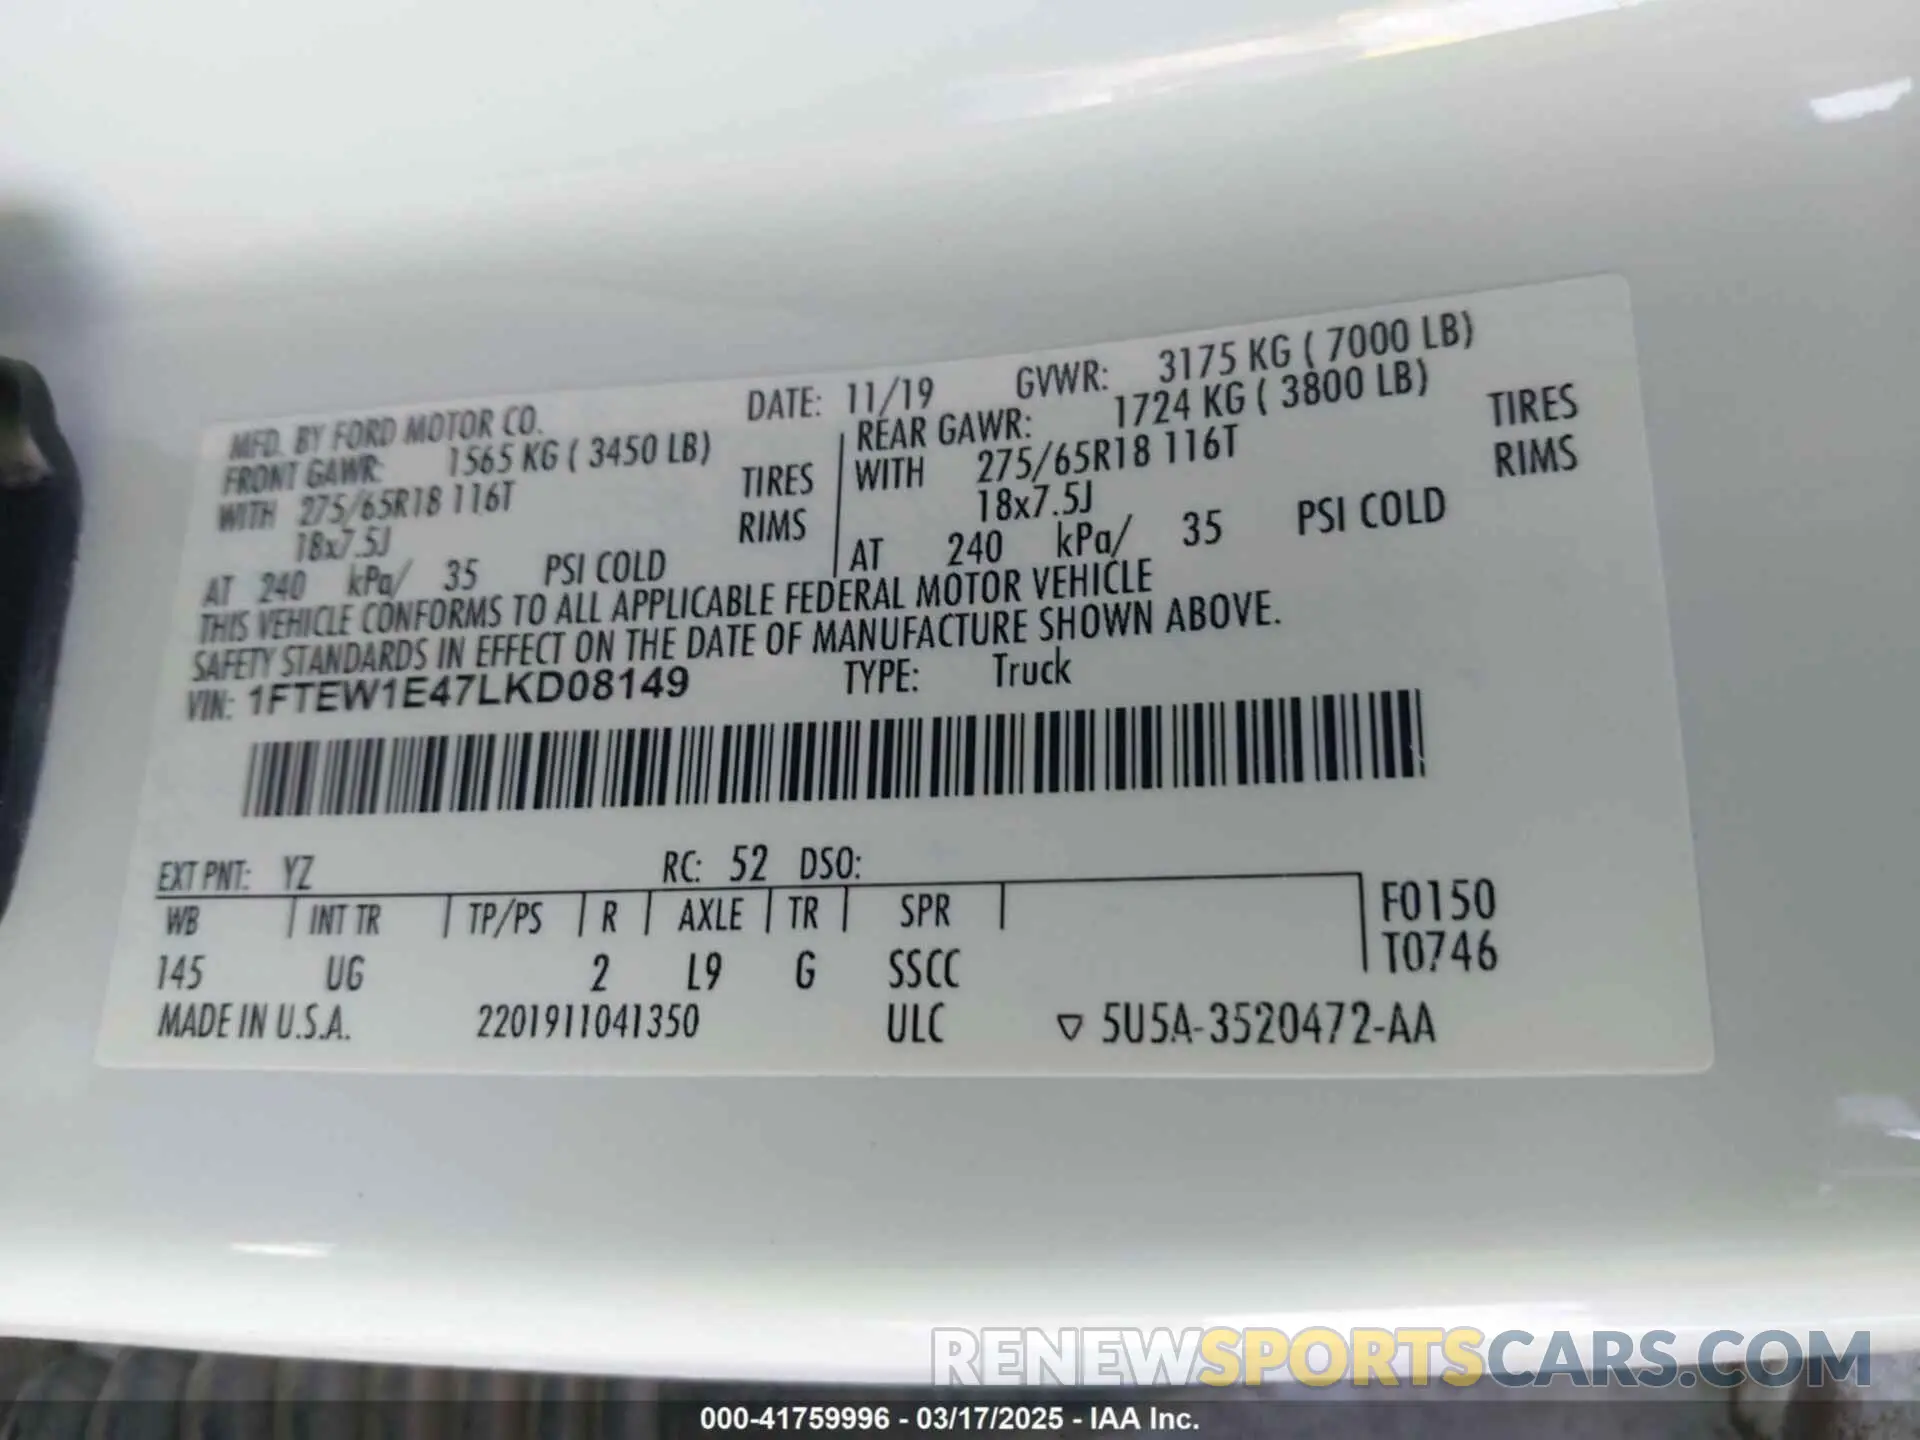 MFD. BY FORD MOTOR CO. DATE: 11/19 GVWR: 3175 KG ( 7000 LB)
FRONT GAWR: 1565 KG ( 3450 LB) REAR GAWR: 1724 KG ( 3800 LB)
WITH 275/65R18 116T TIRES WITH 275/65R18 116T TIRES
18x7.5J RIMS 18x7.5J RIMS
AT 240 kPa/ 35 PSI COLD AT 240 kPa/ 35 PSI COLD
THIS VEHICLE CONFORMS TO ALL APPLICABLE FEDERAL MOTOR VEHICLE
SAFETY STANDARDS IN EFFECT ON THE DATE OF MANUFACTURE SHOWN ABOVE.
VIN: 1FTEW1E47LKD08149 TYPE: Truck
EXT PNT: YZ RC: 52 DSO:
WB INT TR TP/PS R AXLE TR SPR F0150
145 UG 2 L9 G SSCC T0746
MADE IN U.S.A. 2201911041350 ULC ▽ 5U5A-3520472-AA
RENEWSPORTSCARS.COM
000-41759996 - 03/17/2025 - IAA Inc.